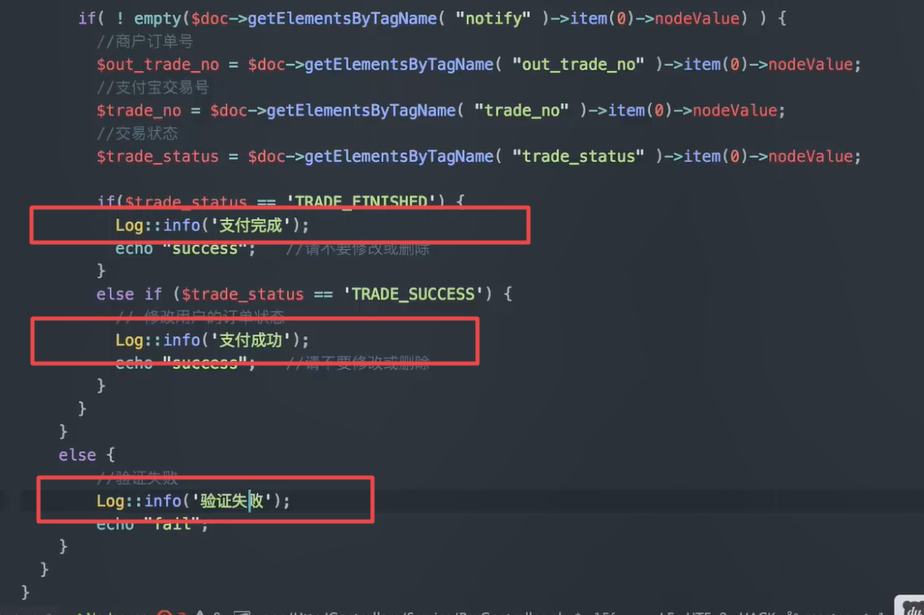 if( ! empty($doc->getElementsByTagName( "notify" )->item(0)->nodeValue) ) {
//商户订单号
$out_trade_no = $doc->getElementsByTagName( "out_trade_no" )->item(0)->nodeValue;
//支付宝交易号
$trade_no = $doc->getElementsByTagName( "trade_no" )->item(0)->nodeValue;
//交易状态
$trade_status = $doc->getElementsByTagName( "trade_status" )->item(0)->nodeValue;
if($trade_status == 'TRADE_FINISHED') {
Log::info('支付完成');
echo "success"; //请不要修改或删除
}
else if ($trade_status == 'TRADE_SUCCESS') {
// 修改用户的订单状态
Log::info('支付成功');
echo "success"; //请不要修改或删除
}
}
}
else {
//验证失败
Log::info('验证失败');
echo "fail";
}
}
}